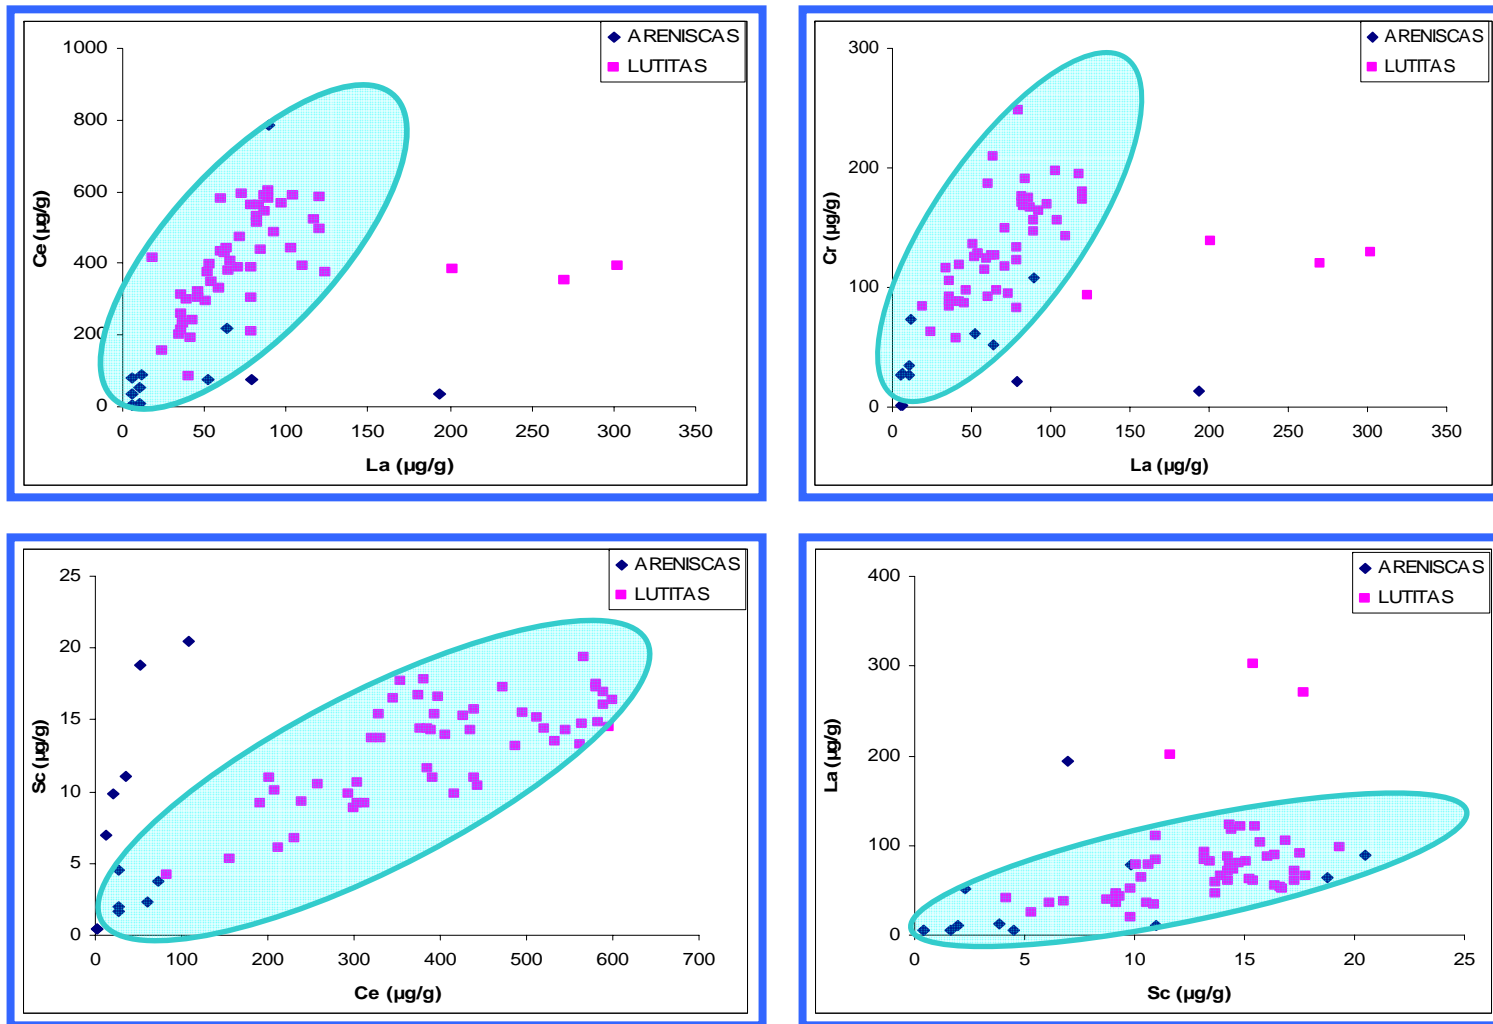 ARENISCAS
LUTITAS
1000
800
600
400
200
0
Ce (µg/g)
0 50 100 150 200 250 300 350
La (µg/g)
ARENISCAS
LUTITAS
300
200
100
0
Cr (µg/g)
0 50 100 150 200 250 300 350
La (µg/g)
ARENISCAS
LUTITAS
25
20
15
10
5
0
Sc (µg/g)
0 100 200 300 400 500 600 700
Ce (µg/g)
ARENISCAS
LUTITAS
400
300
200
100
0
La (µg/g)
0 5 10 15 20 25
Sc (µg/g)